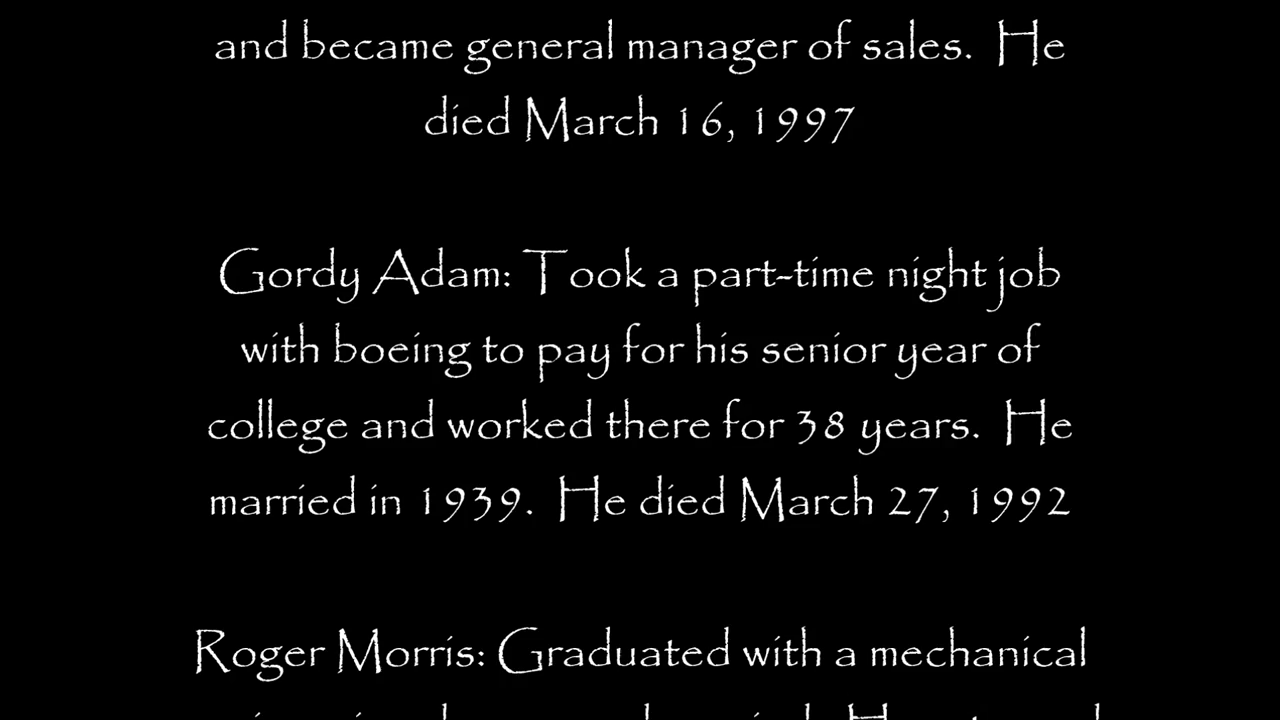 and became general manager of sales. He
died March 16, 1997
Gordy Adam: Took a part-time night job
with boeing to pay for his senior year of
college and worked there for 38 years. He
married in 1939. He died March 27, 1992
Roger Morris: Graduated with a mechanical